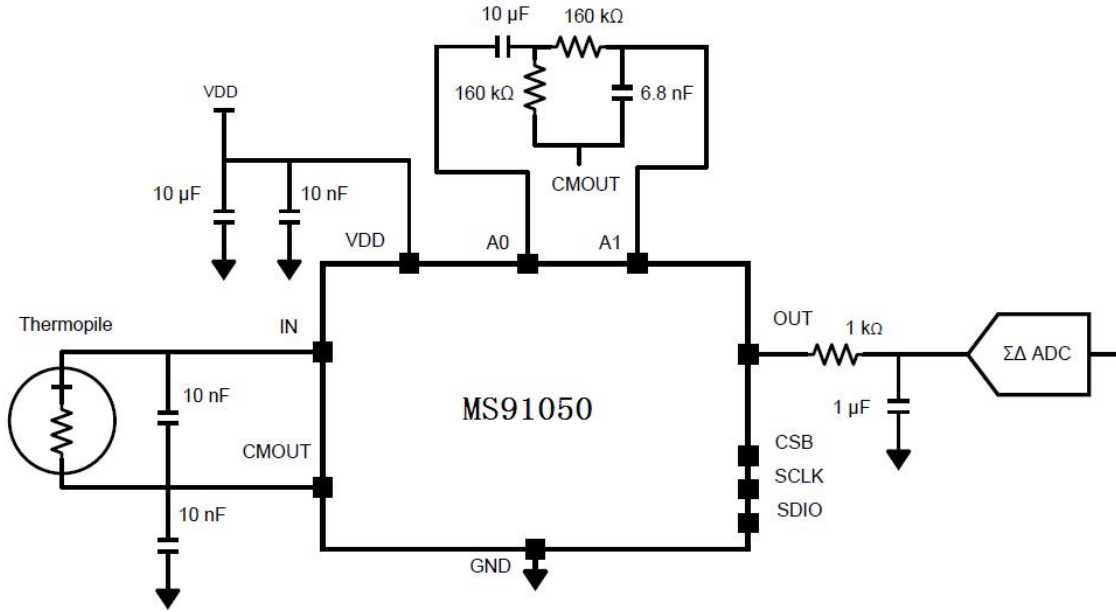 10 µF
160 kΩ
160 kΩ
6.8 nF
VDD
CMOUT
10 µF
10 nF
VDD
A0
A1
Thermopile
IN
OUT
1 kΩ
ΣΔ ADC
10 nF
MS91050
1 µF
CMOUT
CSB
SCLK
SDIO
10 nF
GND